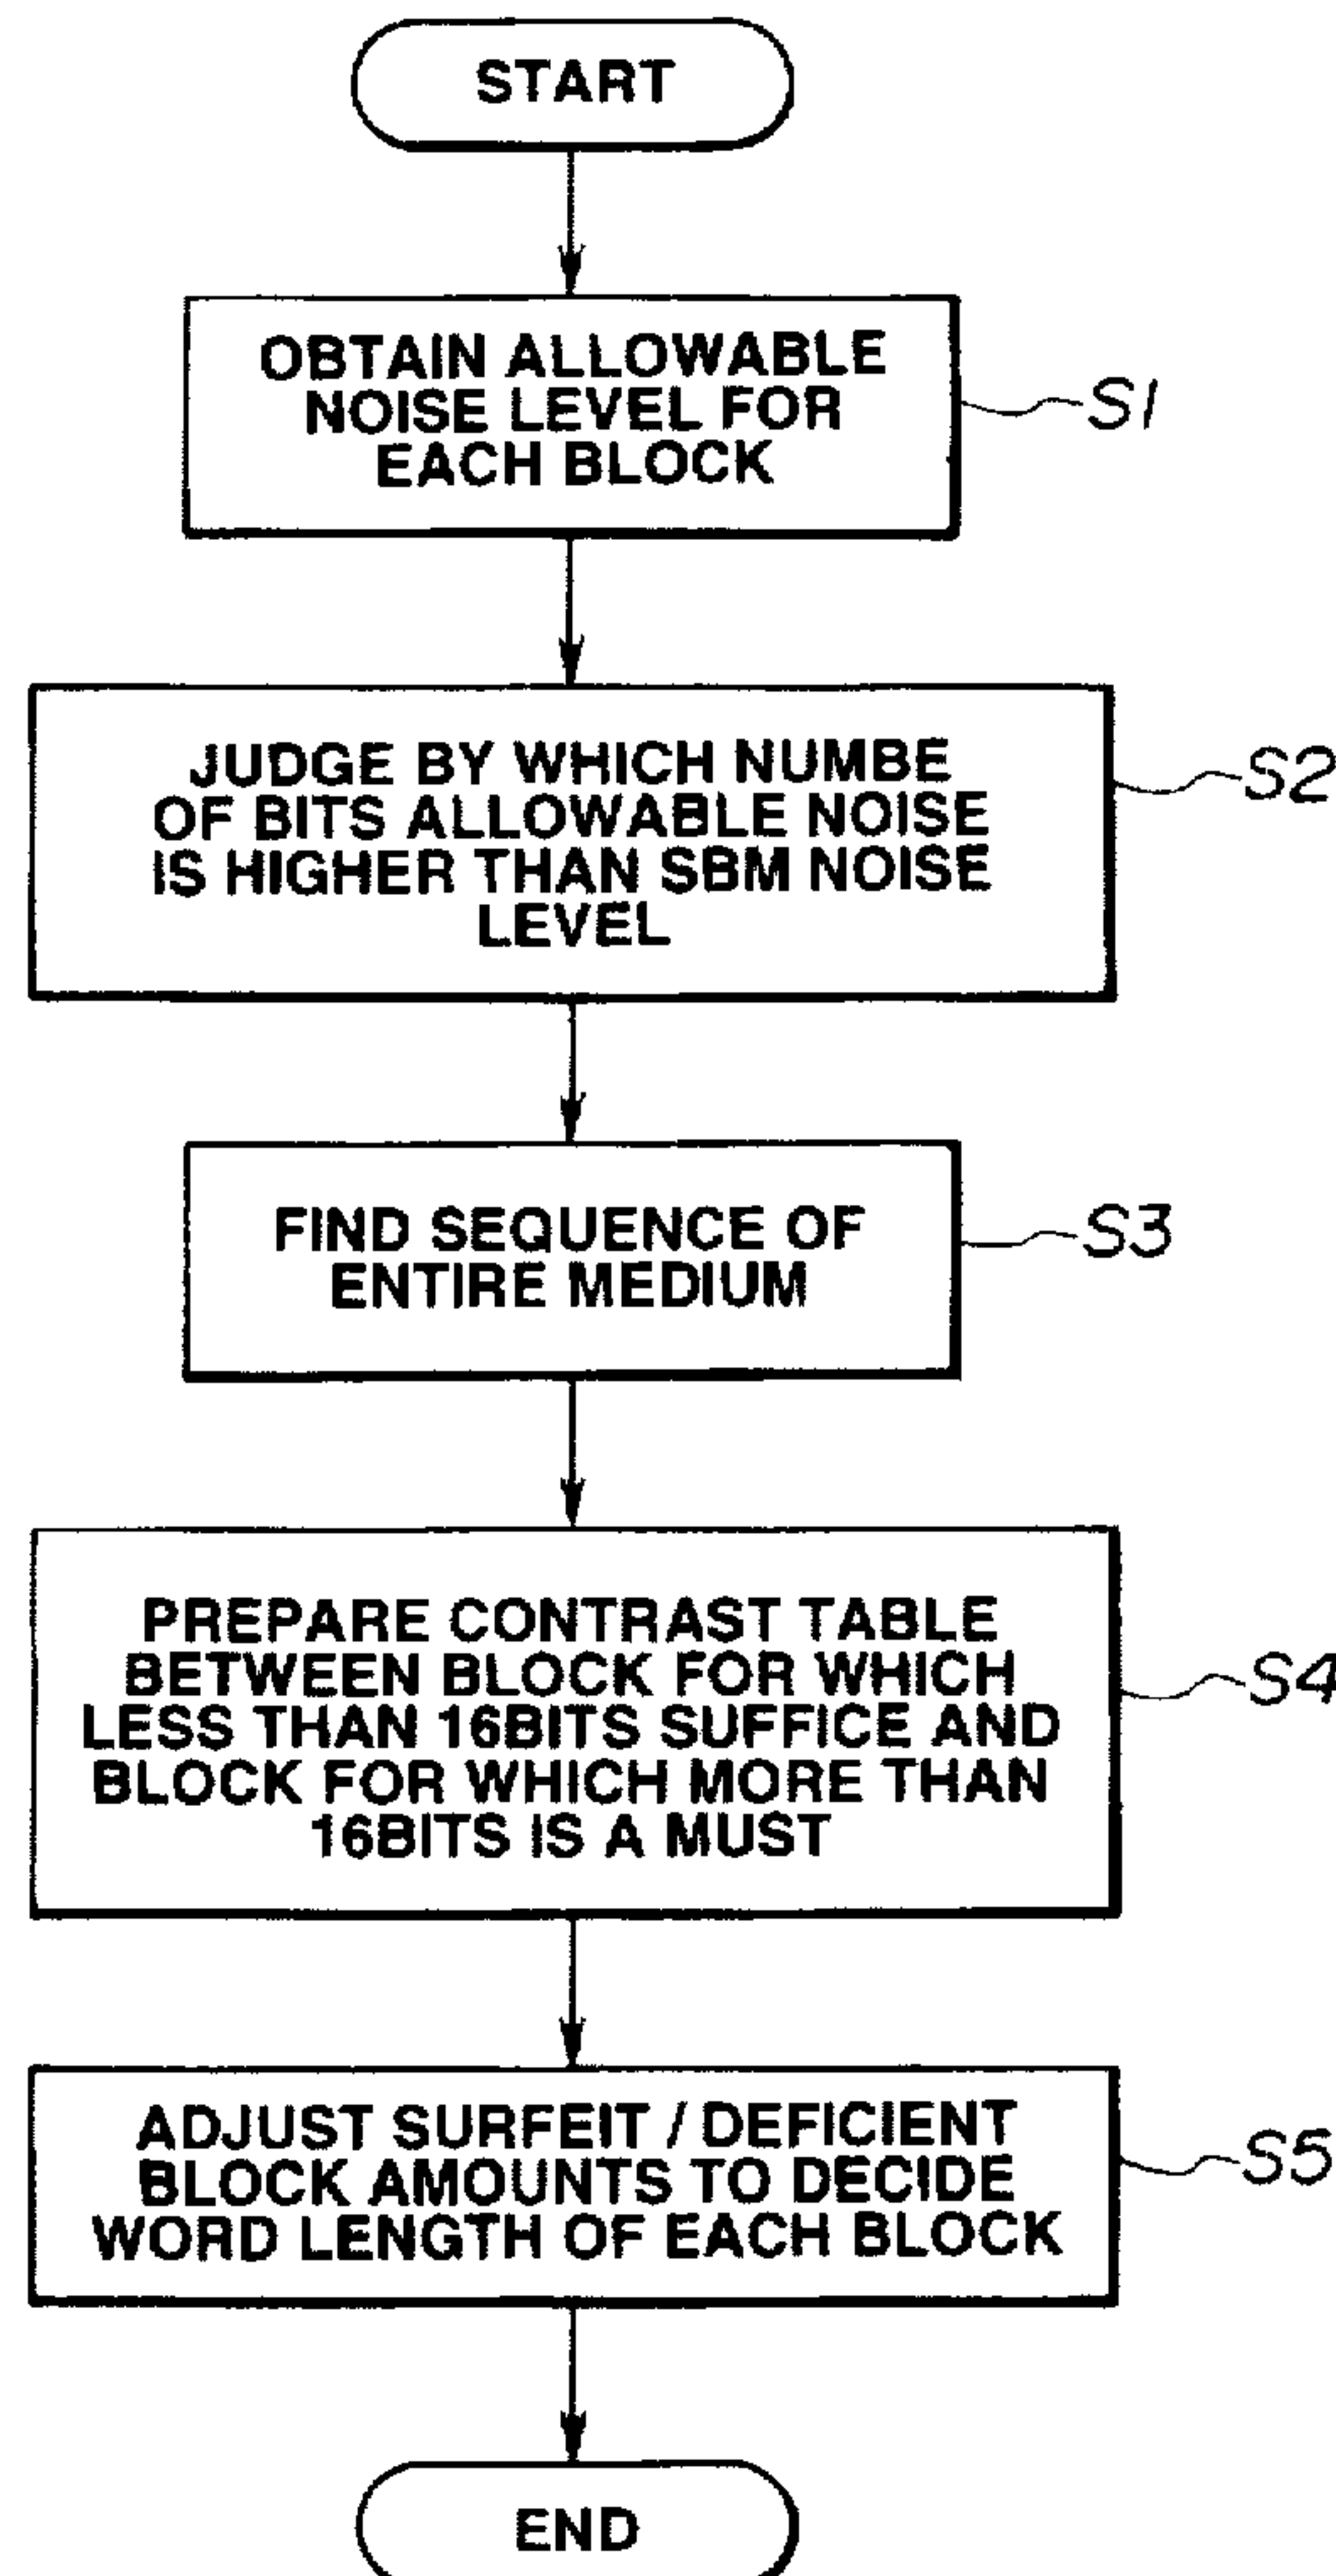 START
OBTAIN ALLOWABLE
NOISE LEVEL FOR
EACH BLOCK
S1
JUDGE BY WHICH NUMBE
OF BITS ALLOWABLE NOISE
IS HIGHER THAN SBM NOISE
LEVEL
S2
FIND SEQUENCE OF
ENTIRE MEDIUM
S3
PREPARE CONTRAST TABLE
BETWEEN BLOCK FOR WHICH
LESS THAN 16BITS SUFFICE AND
BLOCK FOR WHICH MORE THAN
16BITS IS A MUST
S4
ADJUST SURFEIT / DEFICIENT
BLOCK AMOUNTS TO DECIDE
WORD LENGTH OF EACH BLOCK
S5
END